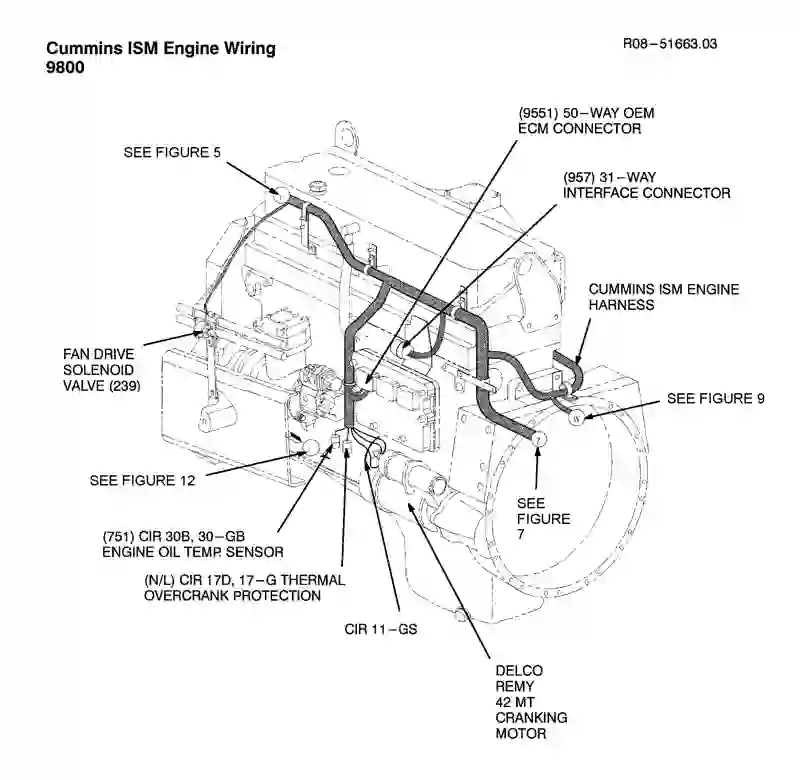 Cummins ISM Engine Wiring
9800
R08-51663.03
(9551) 50-WAY OEM
ECM CONNECTOR
SEE FIGURE 5
(957) 31-WAY
INTERFACE CONNECTOR
CUMMINS ISM ENGINE
HARNESS
FAN DRIVE
SOLENOID
VALVE (239)
SEE FIGURE 9
W
Y
SEE FIGURE 12
SEE
FIGURE
7
(751) CIR 30B, 30-GB
ENGINE OIL TEMP. SENSOR
(N/L) CIR 17D, 17-G THERMAL
OVERCRANK PROTECTION
CIR 11-GS
DELCO
REMY
42 MT
CRANKING
MOTOR